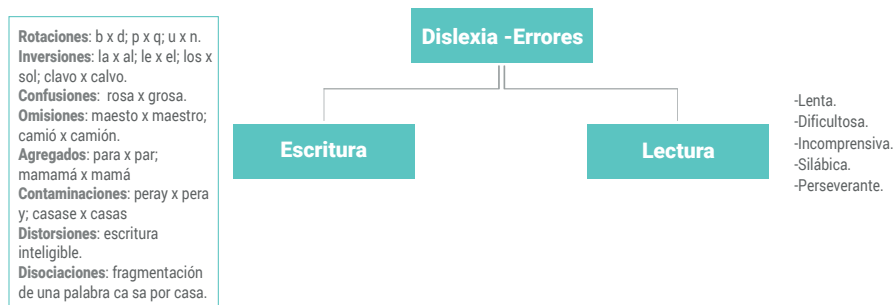 Dislexia -Errores
Escritura
Lectura
Rotaciones: b x d; p x q; u x n.
Inversiones: la x al; le x el; los x
sol; clavo x calvo.
Confusiones: rosa x grosa.
Omisiones: maesto x maestro;
camió x camión.
Agregados: para x par;
mamamá x mamá
Contaminaciones: peray x pera
y; casase x casas
Distorsiones: escritura
inteligible.
Disociaciones: fragmentación
de una palabra ca sa por casa.
-Lenta.
-Dificultosa.
-Incomprensiva.
-Silábica.
-Perseverante.